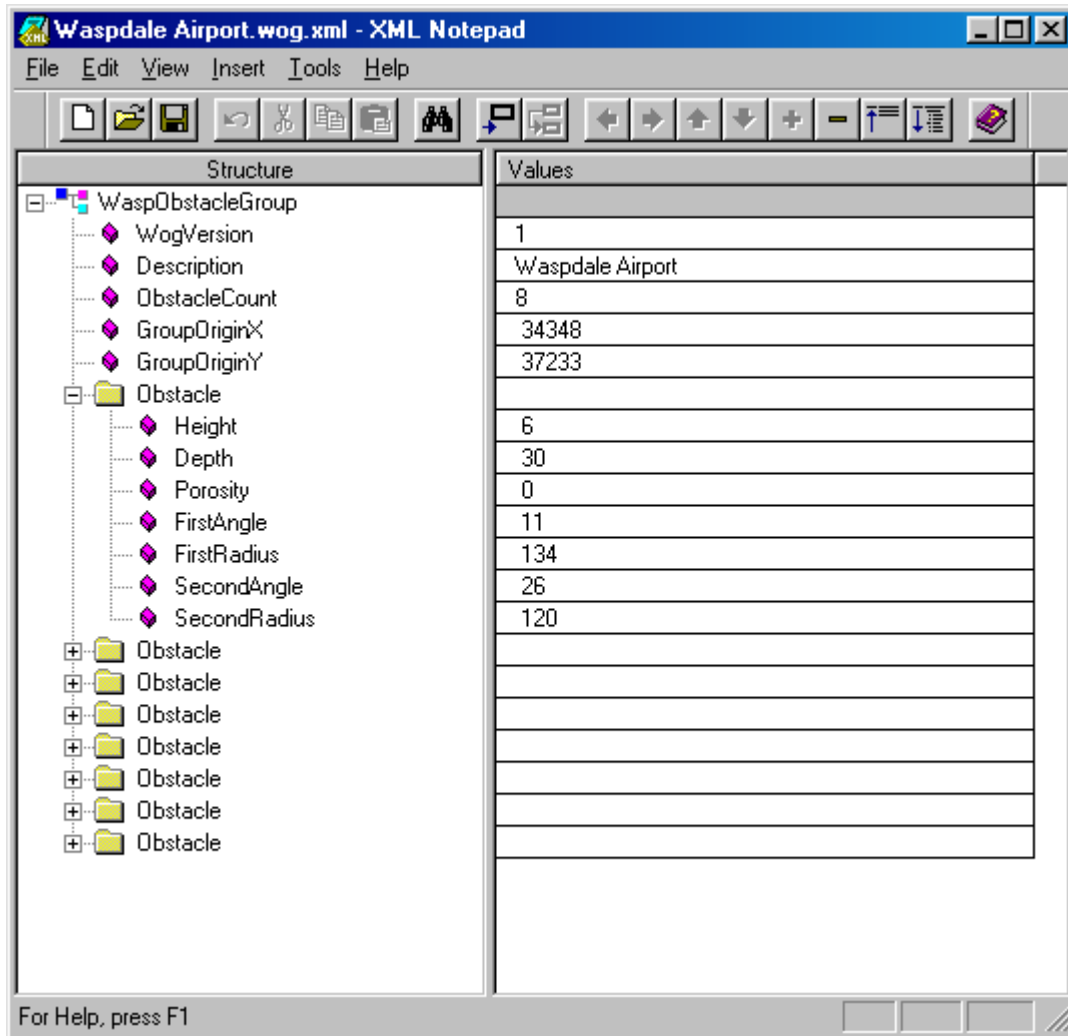 Waspdale Airport.wog.xml - XML Notepad
File Edit View Insert Tools Help
Structure Values
WaspObstacleGroup
WogVersion 1
Description Waspdale Airport
ObstacleCount 8
GroupOriginX 34348
GroupOriginY 37233
Obstacle
Height 6
Depth 30
Porosity 0
FirstAngle 11
FirstRadius 134
SecondAngle 26
SecondRadius 120
Obstacle
Obstacle
Obstacle
Obstacle
Obstacle
Obstacle
Obstacle
For Help, press F1